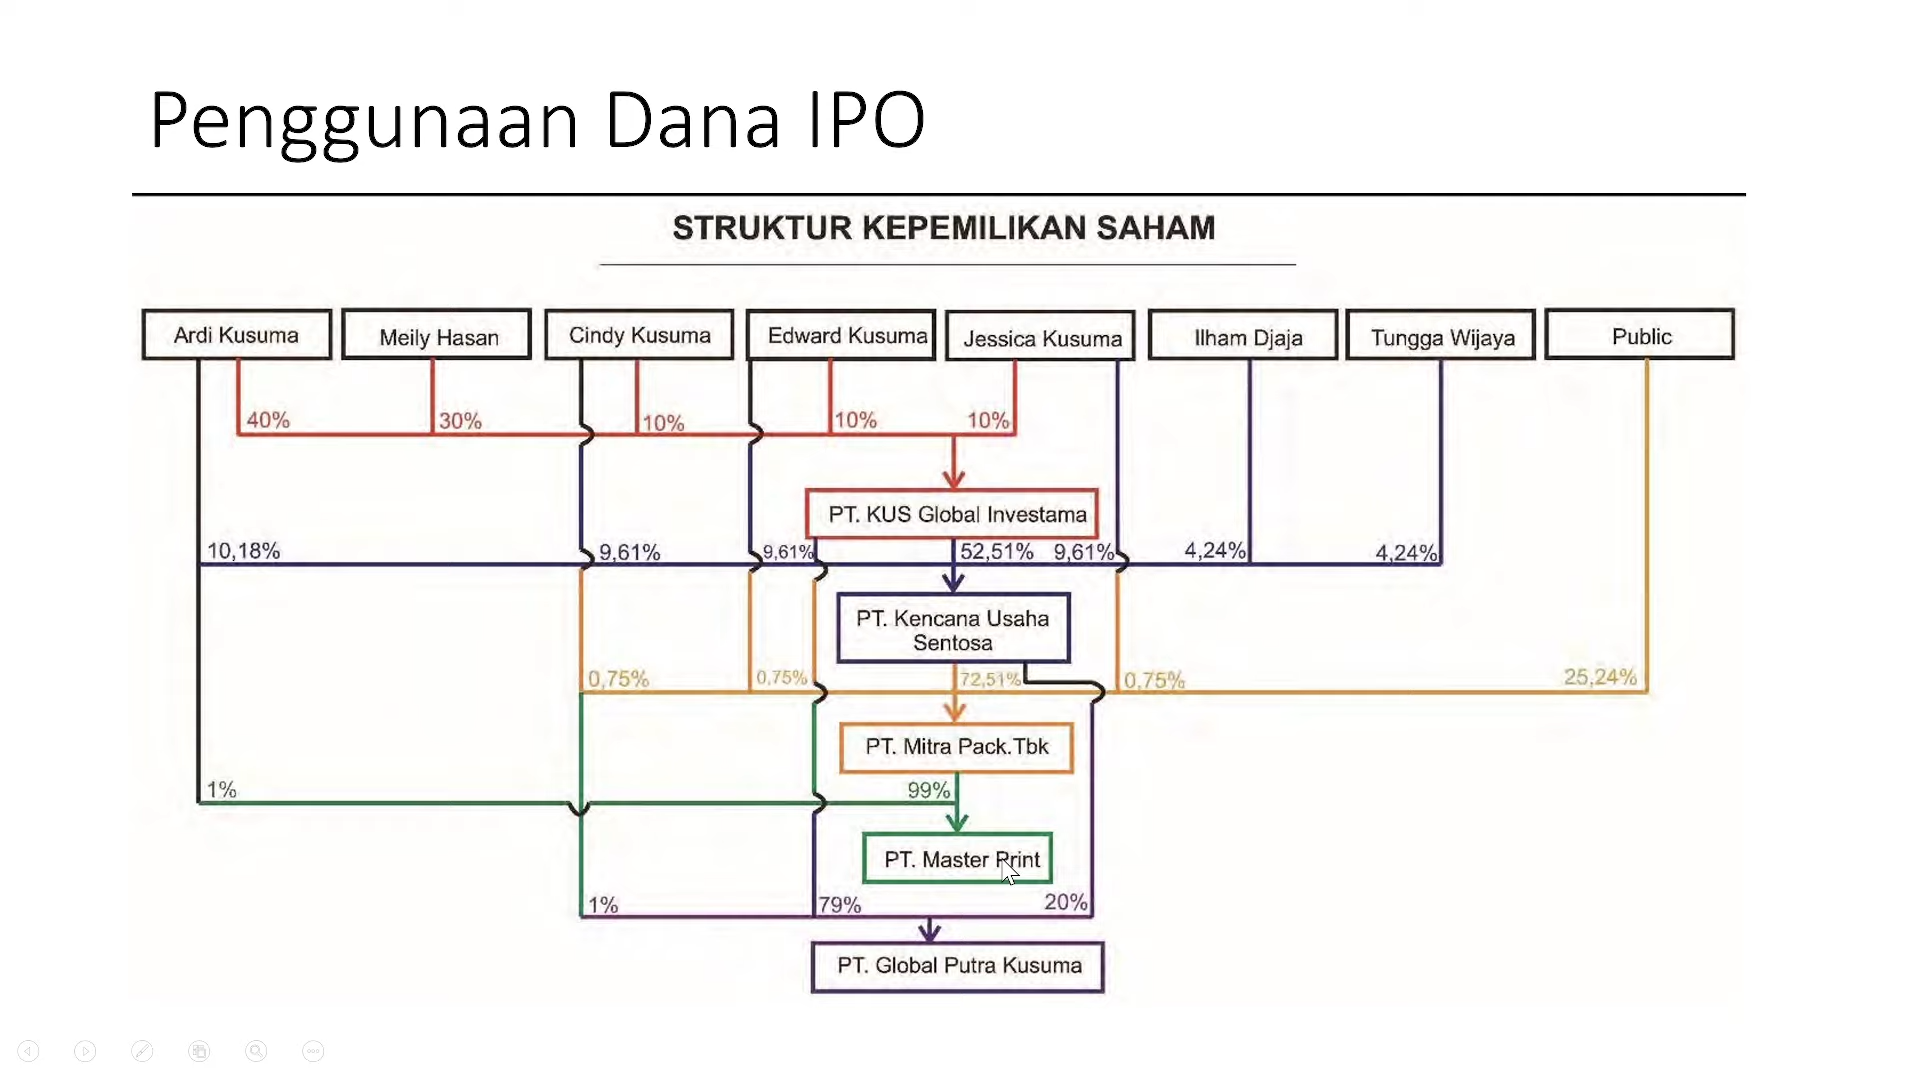 Penggunaan Dana IPO
STRUKTUR KEPEMILIKAN SAHAM
Ardi Kusuma
Meily Hasan
Cindy Kusuma
Edward Kusuma
Jessica Kusuma
Ilham Djaja
Tungga Wijaya
Public
40%
30%
10%
10%
10%
PT. KUS Global Investama
10,18%
9,61%
9,61%
52,51%
9,61%
4,24%
4,24%
PT. Kencana Usaha
Sentosa
0,75%
0,75%
72,51%
0,75%
25,24%
PT. Mitra Pack.Tbk
1%
99%
PT. Master Print
1%
79%
20%
PT. Global Putra Kusuma